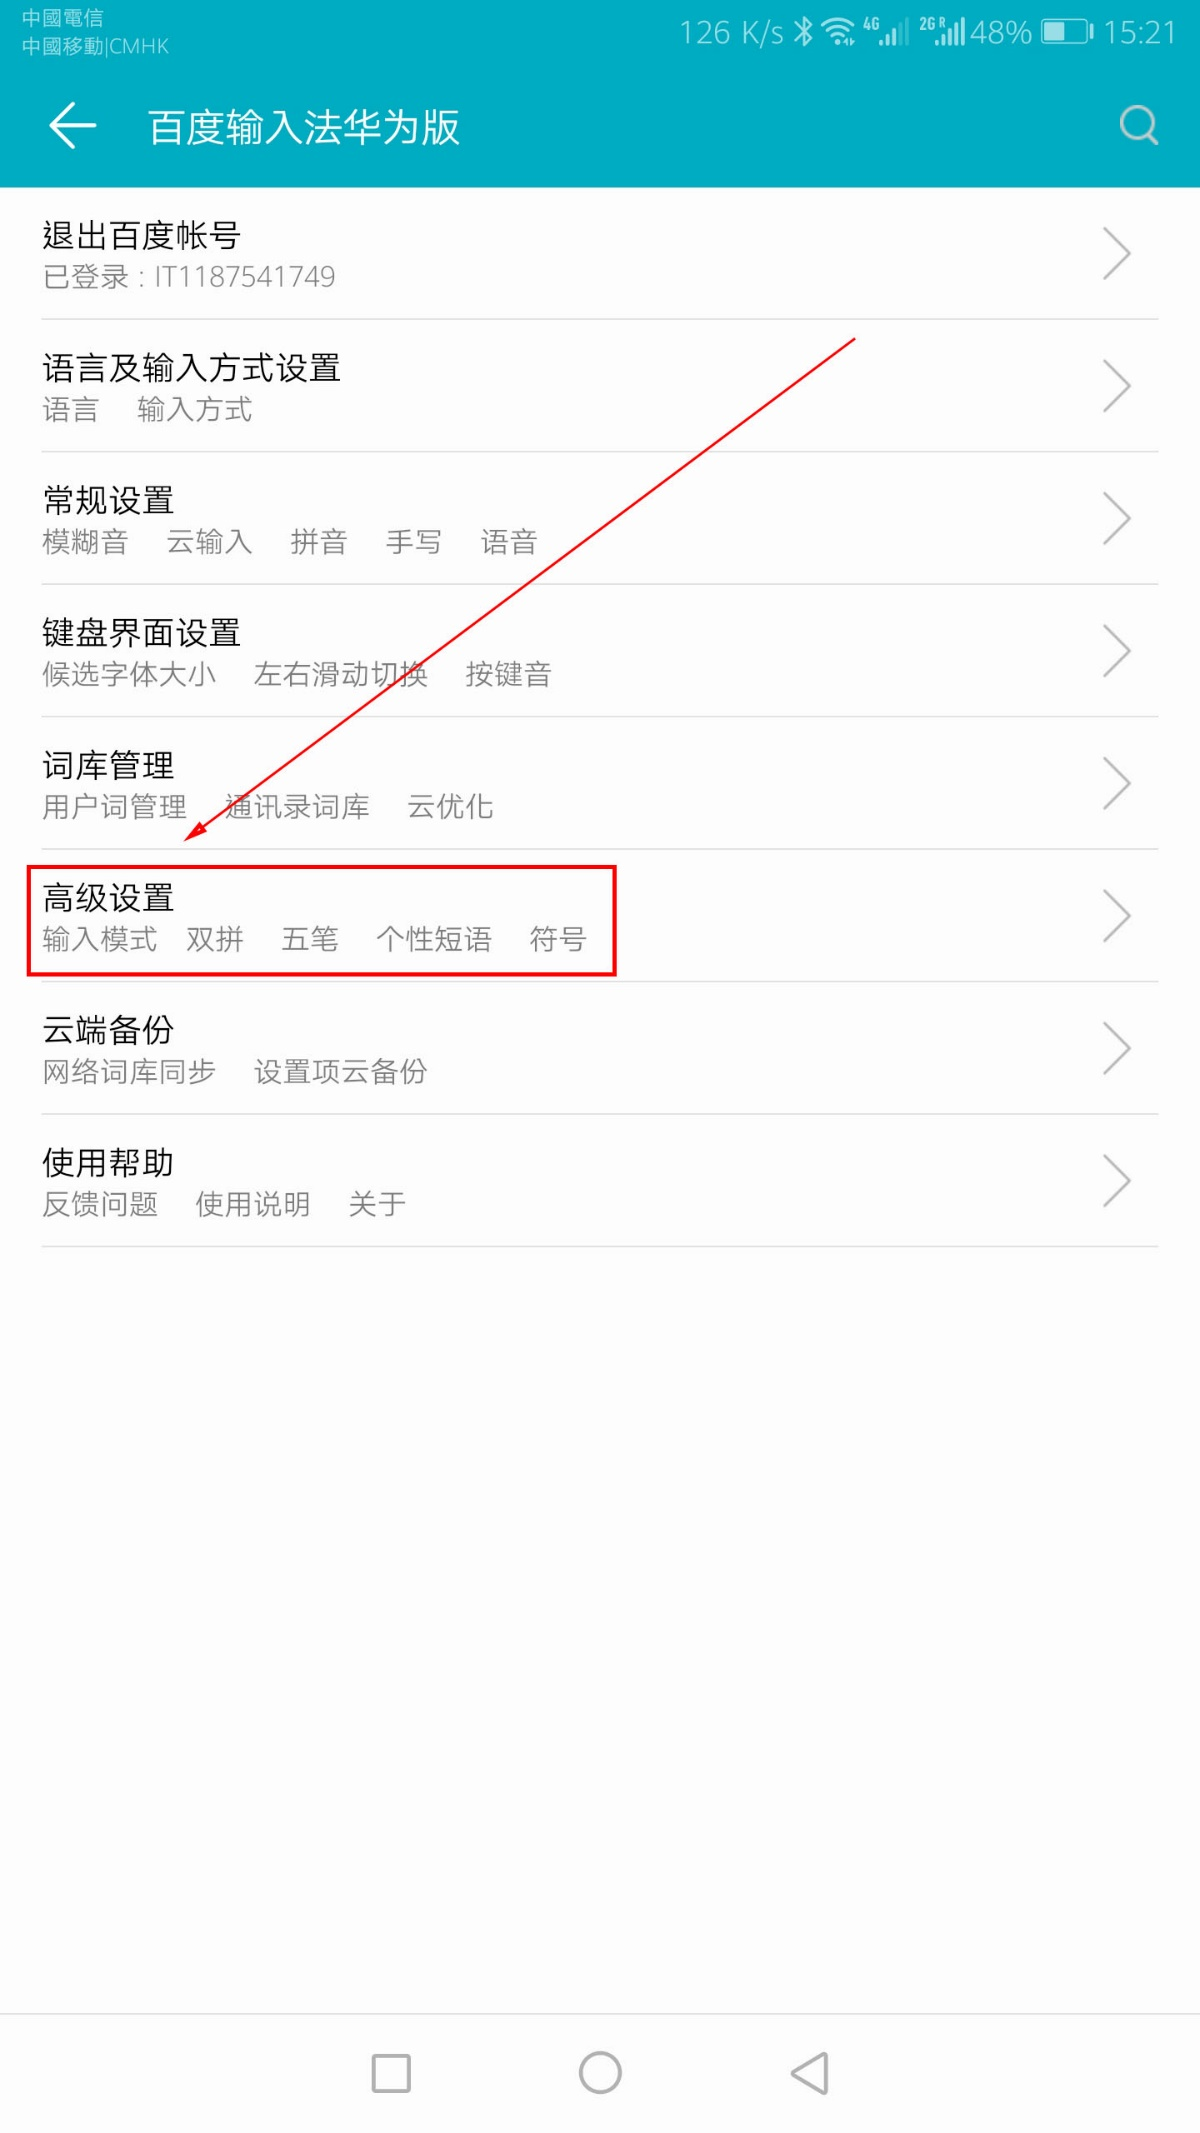 中國電信
中國移動|CMHK
126 K/s 4G 2G R 48% 15:21
百度输入法华为版
退出百度帐号
已登录 : IT1187541749
语言及输入方式设置
语言 输入方式
常规设置
模糊音 云输入 拼音 手写 语音
键盘界面设置
候选字体大小 左右滑动切换 按键音
词库管理
用户词管理 通讯录词库 云优化
高级设置
输入模式 双拼 五笔 个性短语 符号
云端备份
网络词库同步 设置项云备份
使用帮助
反馈问题 使用说明 关于